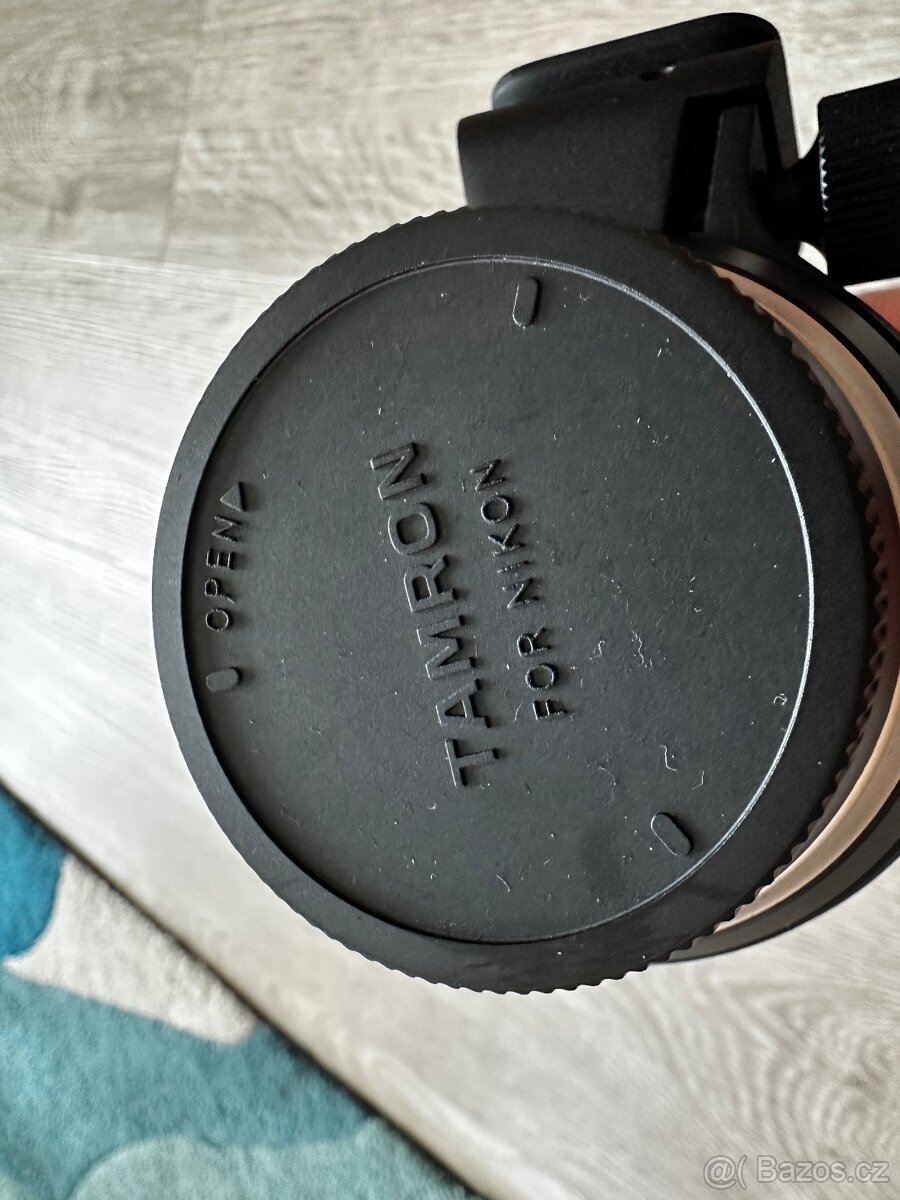 OPEN
TAMRON
FOR NIKON
@( Bazos.cz